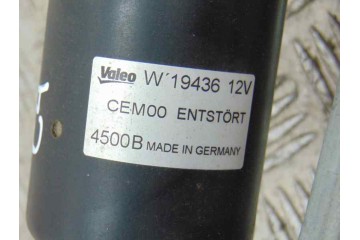 Valeo W'19436 12V
CEM00 ENTSTÖRT
4500B MADE IN GERMANY